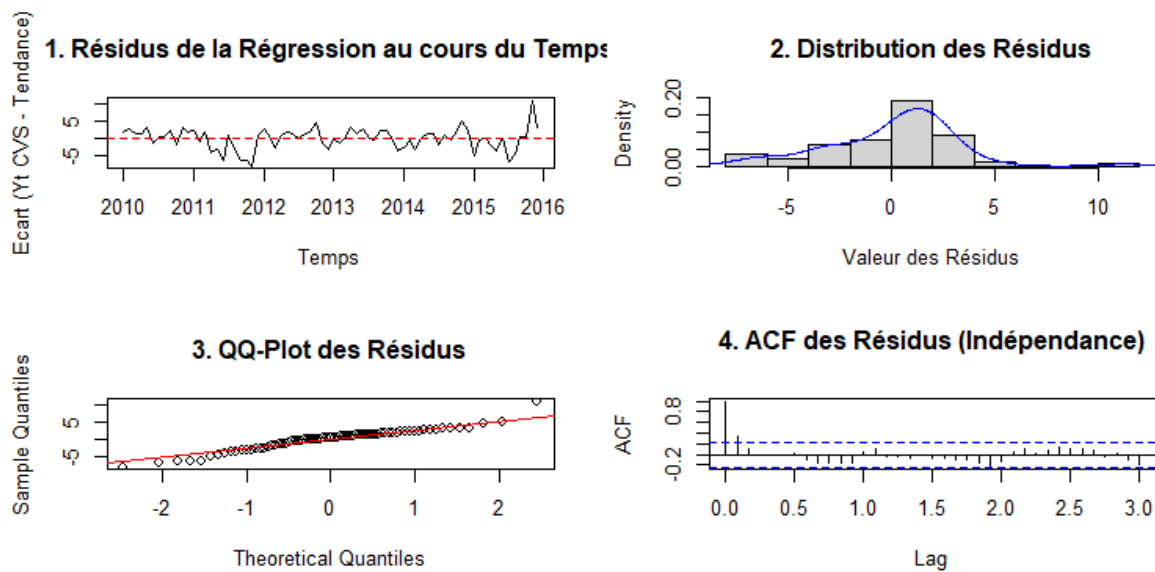 1. Résidus de la Régression au cours du Temps
Ecart (Yt CVS - Tendance)
5
-5
2010 2011 2012 2013 2014 2015 2016
Temps
2. Distribution des Résidus
Density
0.20
0.00
-5 0 5 10
Valeur des Résidus
3. QQ-Plot des Résidus
Sample Quantiles
5
-5
-2 -1 0 1 2
Theoretical Quantiles
4. ACF des Résidus (Indépendance)
ACF
0.8
-0.2
0.0 0.5 1.0 1.5 2.0 2.5 3.0
Lag